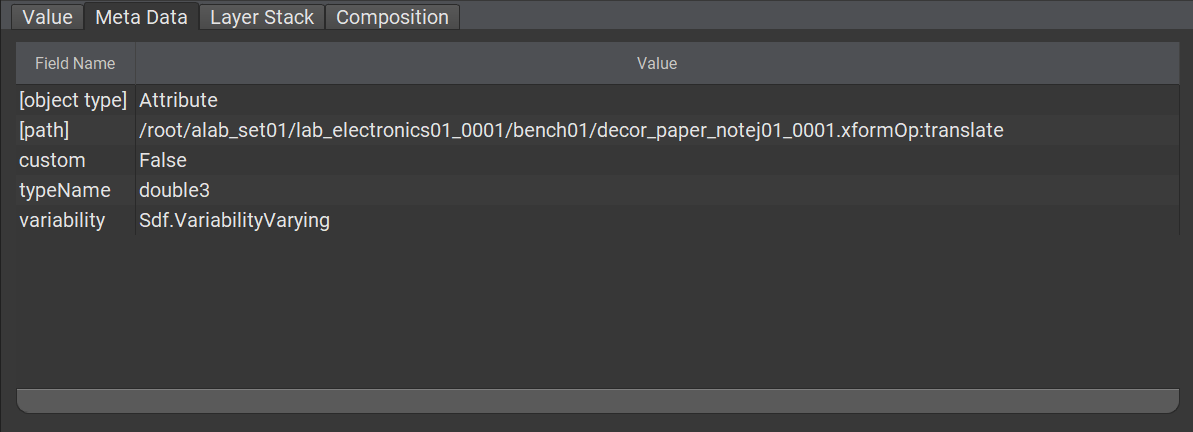 Value Meta Data Layer Stack Composition
Field Name Value
[object type] Attribute
[path] /root/alab_set01/lab_electronics01_0001/bench01/decor_paper_notej01_0001.xformOp:translate
custom False
typeName double3
variability Sdf.VariabilityVarying